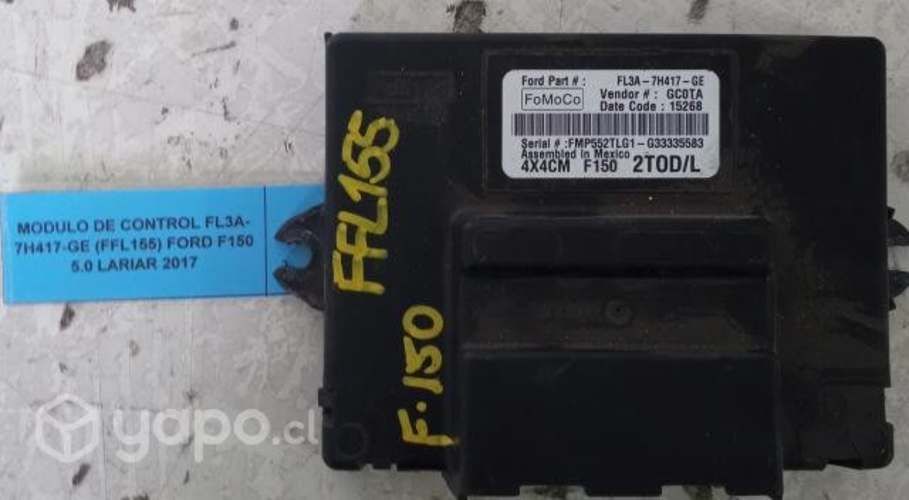 MODULO DE CONTROL FL3A-
7H417-GE (FFL155) FORD F150
5.0 LARIAR 2017
FFL155
F.150
Ford Part # : FL3A-7H417-GE
FoMoCo Vendor # : GC0TA
Date Code : 15268
Serial # :FMP552TLG1-G33335583
Assembled in Mexico
4X4CM F150 2TOD/L
yapo.cl